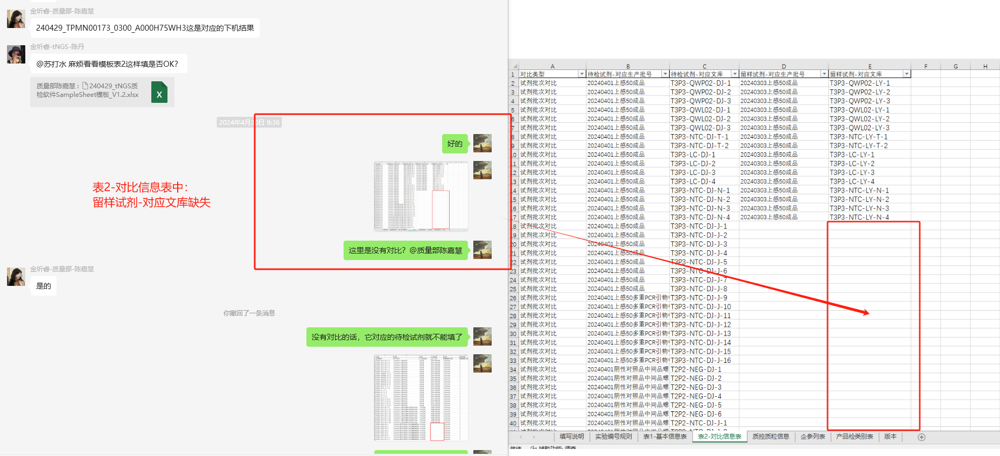 金圻睿-质量部-陈嘉慧
240429_TPMN00173_0300_A000H75WH3这是对应的下机结果
金圻睿-tNGS-陈丹
@苏打水 麻烦看看模板表2这样填是否OK?
质量部陈嘉慧：240429_tNGS质
检软件SampleSheet模板_V1.2.xlsx
2024年4月30日 9:36
好的
表2-对比信息表中：
留样试剂-对应文库缺失
这里是没有对比？@质量部陈嘉慧
金圻睿-质量部-陈嘉慧
是的
你撤回了一条消息
没有对比的话，它对应的待检试剂就不能填了
A B C D E F G H
1 对比类型 待检试剂-对应生产批号 待检试剂-对应文库 留样试剂-对应生产批号 留样试剂-对应文库
2 试剂批次对比 20240401上感50成品 T3P3-QWP02-DJ-1 20240303上感50成品 T3P3-QWP02-LY-1
3 试剂批次对比 20240401上感50成品 T3P3-QWP02-DJ-2 20240303上感50成品 T3P3-QWP02-LY-2
4 试剂批次对比 20240401上感50成品 T3P3-QWP02-DJ-3 20240303上感50成品 T3P3-QWP02-LY-3
5 试剂批次对比 20240401上感50成品 T3P3-QWL02-DJ-1 20240303上感50成品 T3P3-QWL02-LY-1
6 试剂批次对比 20240401上感50成品 T3P3-QWL02-DJ-2 20240303上感50成品 T3P3-QWL02-LY-2
7 试剂批次对比 20240401上感50成品 T3P3-QWL02-DJ-3 20240303上感50成品 T3P3-QWL02-LY-3
8 试剂批次对比 20240401上感50成品 T3P3-NTC-DJ-T-1 20240303上感50成品 T3P3-NTC-LY-T-1
9 试剂批次对比 20240401上感50成品 T3P3-NTC-DJ-T-2 20240303上感50成品 T3P3-NTC-LY-T-2
10 试剂批次对比 20240401上感50成品 T3P3-LC-DJ-1 20240303上感50成品 T3P3-LC-LY-1
11 试剂批次对比 20240401上感50成品 T3P3-LC-DJ-2 20240303上感50成品 T3P3-LC-LY-2
12 试剂批次对比 20240401上感50成品 T3P3-LC-DJ-3 20240303上感50成品 T3P3-LC-LY-3
13 试剂批次对比 20240401上感50成品 T3P3-LC-DJ-4 20240303上感50成品 T3P3-LC-LY-4
14 试剂批次对比 20240401上感50成品 T3P3-NTC-DJ-N-1 20240303上感50成品 T3P3-NTC-LY-N-1
15 试剂批次对比 20240401上感50成品 T3P3-NTC-DJ-N-2 20240303上感50成品 T3P3-NTC-LY-N-2
16 试剂批次对比 20240401上感50成品 T3P3-NTC-DJ-N-3 20240303上感50成品 T3P3-NTC-LY-N-3
17 试剂批次对比 20240401上感50成品 T3P3-NTC-DJ-N-4 20240303上感50成品 T3P3-NTC-LY-N-4
18 试剂批次对比 20240401上感50成品 T3P3-NTC-DJ-J-1
19 试剂批次对比 20240401上感50成品 T3P3-NTC-DJ-J-2
20 试剂批次对比 20240401上感50成品 T3P3-NTC-DJ-J-3
21 试剂批次对比 20240401上感50成品 T3P3-NTC-DJ-J-4
22 试剂批次对比 20240401上感50成品 T3P3-NTC-DJ-J-5
23 试剂批次对比 20240401上感50成品 T3P3-NTC-DJ-J-6
24 试剂批次对比 20240401上感50成品 T3P3-NTC-DJ-J-7
25 试剂批次对比 20240401上感50成品 T3P3-NTC-DJ-J-8
26 试剂批次对比 20240401上感50多重PCR引物 T3P3-NTC-DJ-J-9
27 试剂批次对比 20240401上感50多重PCR引物 T3P3-NTC-DJ-J-10
28 试剂批次对比 20240401上感50多重PCR引物 T3P3-NTC-DJ-J-11
29 试剂批次对比 20240401上感50多重PCR引物 T3P3-NTC-DJ-J-12
30 试剂批次对比 20240401上感50多重PCR引物 T3P3-NTC-DJ-J-13
31 试剂批次对比 20240401上感50多重PCR引物 T3P3-NTC-DJ-J-14
32 试剂批次对比 20240401上感50多重PCR引物 T3P3-NTC-DJ-J-15
33 试剂批次对比 20240401上感50多重PCR引物 T3P3-NTC-DJ-J-16
34 试剂批次对比 20240401阴性对照品中间品螺 T2P2-NEG-DJ-1
35 试剂批次对比 20240401阴性对照品中间品螺 T2P2-NEG-DJ-2
36 试剂批次对比 20240401阴性对照品中间品螺 T2P2-NEG-DJ-3
37 试剂批次对比 20240401阴性对照品中间品螺 T2P2-NEG-DJ-4
38 试剂批次对比 20240401阴性对照品中间品螺 T2P2-NEG-DJ-5
39 试剂批次对比 20240401阴性对照品中间品螺 T2P2-NEG-DJ-6
40 试剂批次对比 20240401阴性对照品中间品螺 T2P2-NTC-DJ-J-1
填写说明 实验编号规则 表1-基本信息表 表2-对比信息表 质控质粒信息 企参列表 产品检类别表 版本